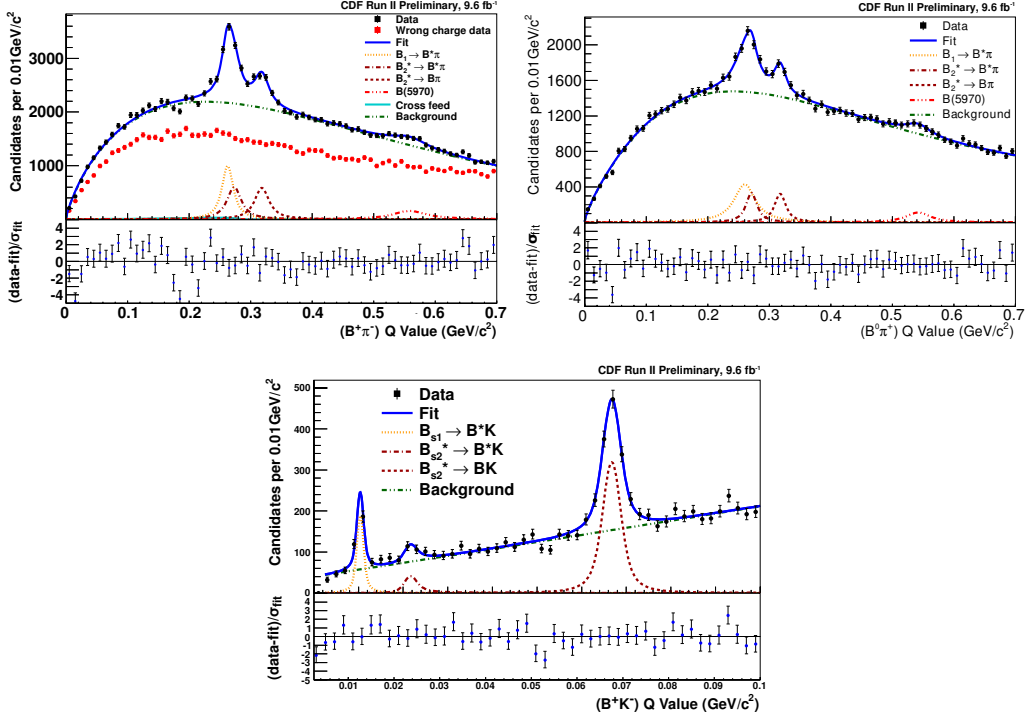 CDF Run II Preliminary, 9.6 fb⁻¹
Candidates per 0.01GeV/c²
3000
2000
1000
Data
Wrong charge data
Fit
B₁ → B*π
B₂* → B*π
B₂* → Bπ
B(5970)
Cross feed
Background
(data-fit)/σfit
4
2
0
-2
-4
0 0.1 0.2 0.3 0.4 0.5 0.6 0.7
(B⁺π⁻) Q Value (GeV/c²)
CDF Run II Preliminary, 9.6 fb⁻¹
Candidates per 0.01GeV/c²
2000
1600
1200
800
400
0
Data
Fit
B₁ → B*π
B₂* → B*π
B₂* → Bπ
B(5970)
Background
(data-fit)/σfit
4
2
0
-2
-4
0 0.1 0.2 0.3 0.4 0.5 0.6 0.7
(B⁰π⁺) Q Value (GeV/c²)
CDF Run II Preliminary, 9.6 fb⁻¹
Candidates per 0.01GeV/c²
500
400
300
200
100
0
Data
Fit
Bs1 → B*K
Bs2* → B*K
Bs2* → BK
Background
(data-fit)/σfit
4
3
2
1
0
-1
-2
-3
-4
-5
0.01 0.02 0.03 0.04 0.05 0.06 0.07 0.08 0.09 0.1
(B⁺K⁻) Q Value (GeV/c²)